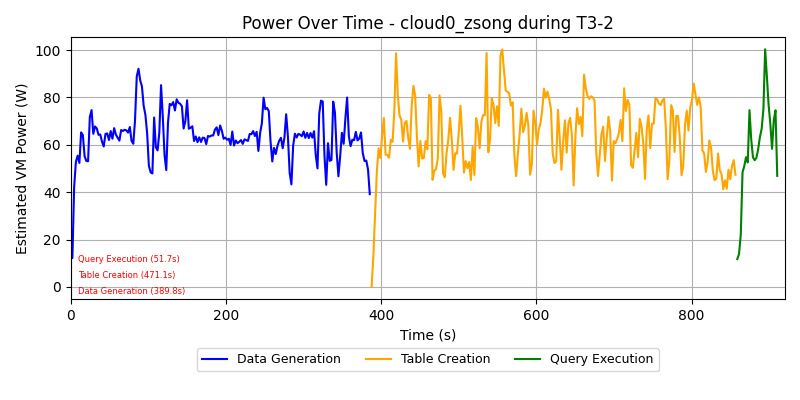 Power Over Time - cloud0_zsong during T3-2
Estimated VM Power (W)
100
80
60
40
20
0
Query Execution (51.7s)
Table Creation (471.1s)
Data Generation (389.8s)
0 200 400 600 800
Time (s)
Data Generation Table Creation Query Execution